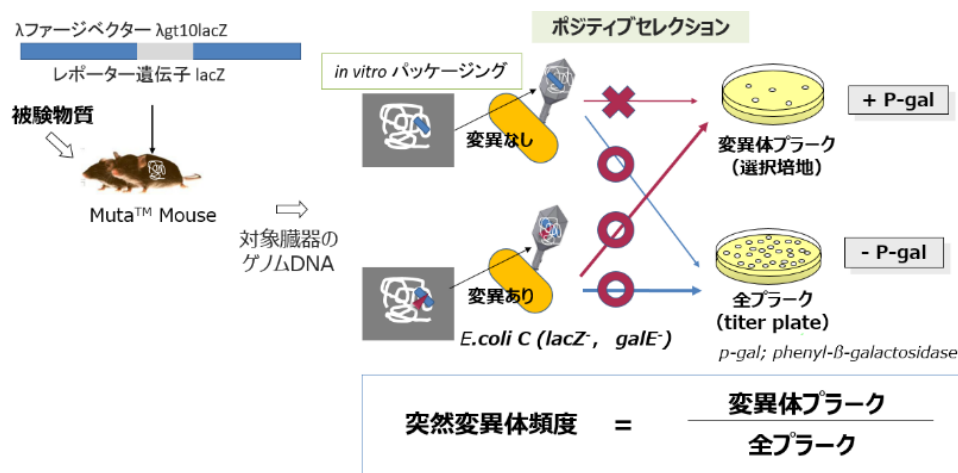 λファージベクター λgt10lacZ
レポーター遺伝子 lacZ
被験物質
Muta™ Mouse
対象臓器の
ゲノムDNA
ポジティブセレクション
in vitro パッケージング
変異なし
変異あり
E.coli C (lacZ⁻, galE⁻)
+ P-gal
変異体プラーク
（選択培地）
- P-gal
全プラーク
（titer plate）
p-gal; phenyl-ß-galactosidase
突然変異体頻度 = 変異体プラーク
全プラーク